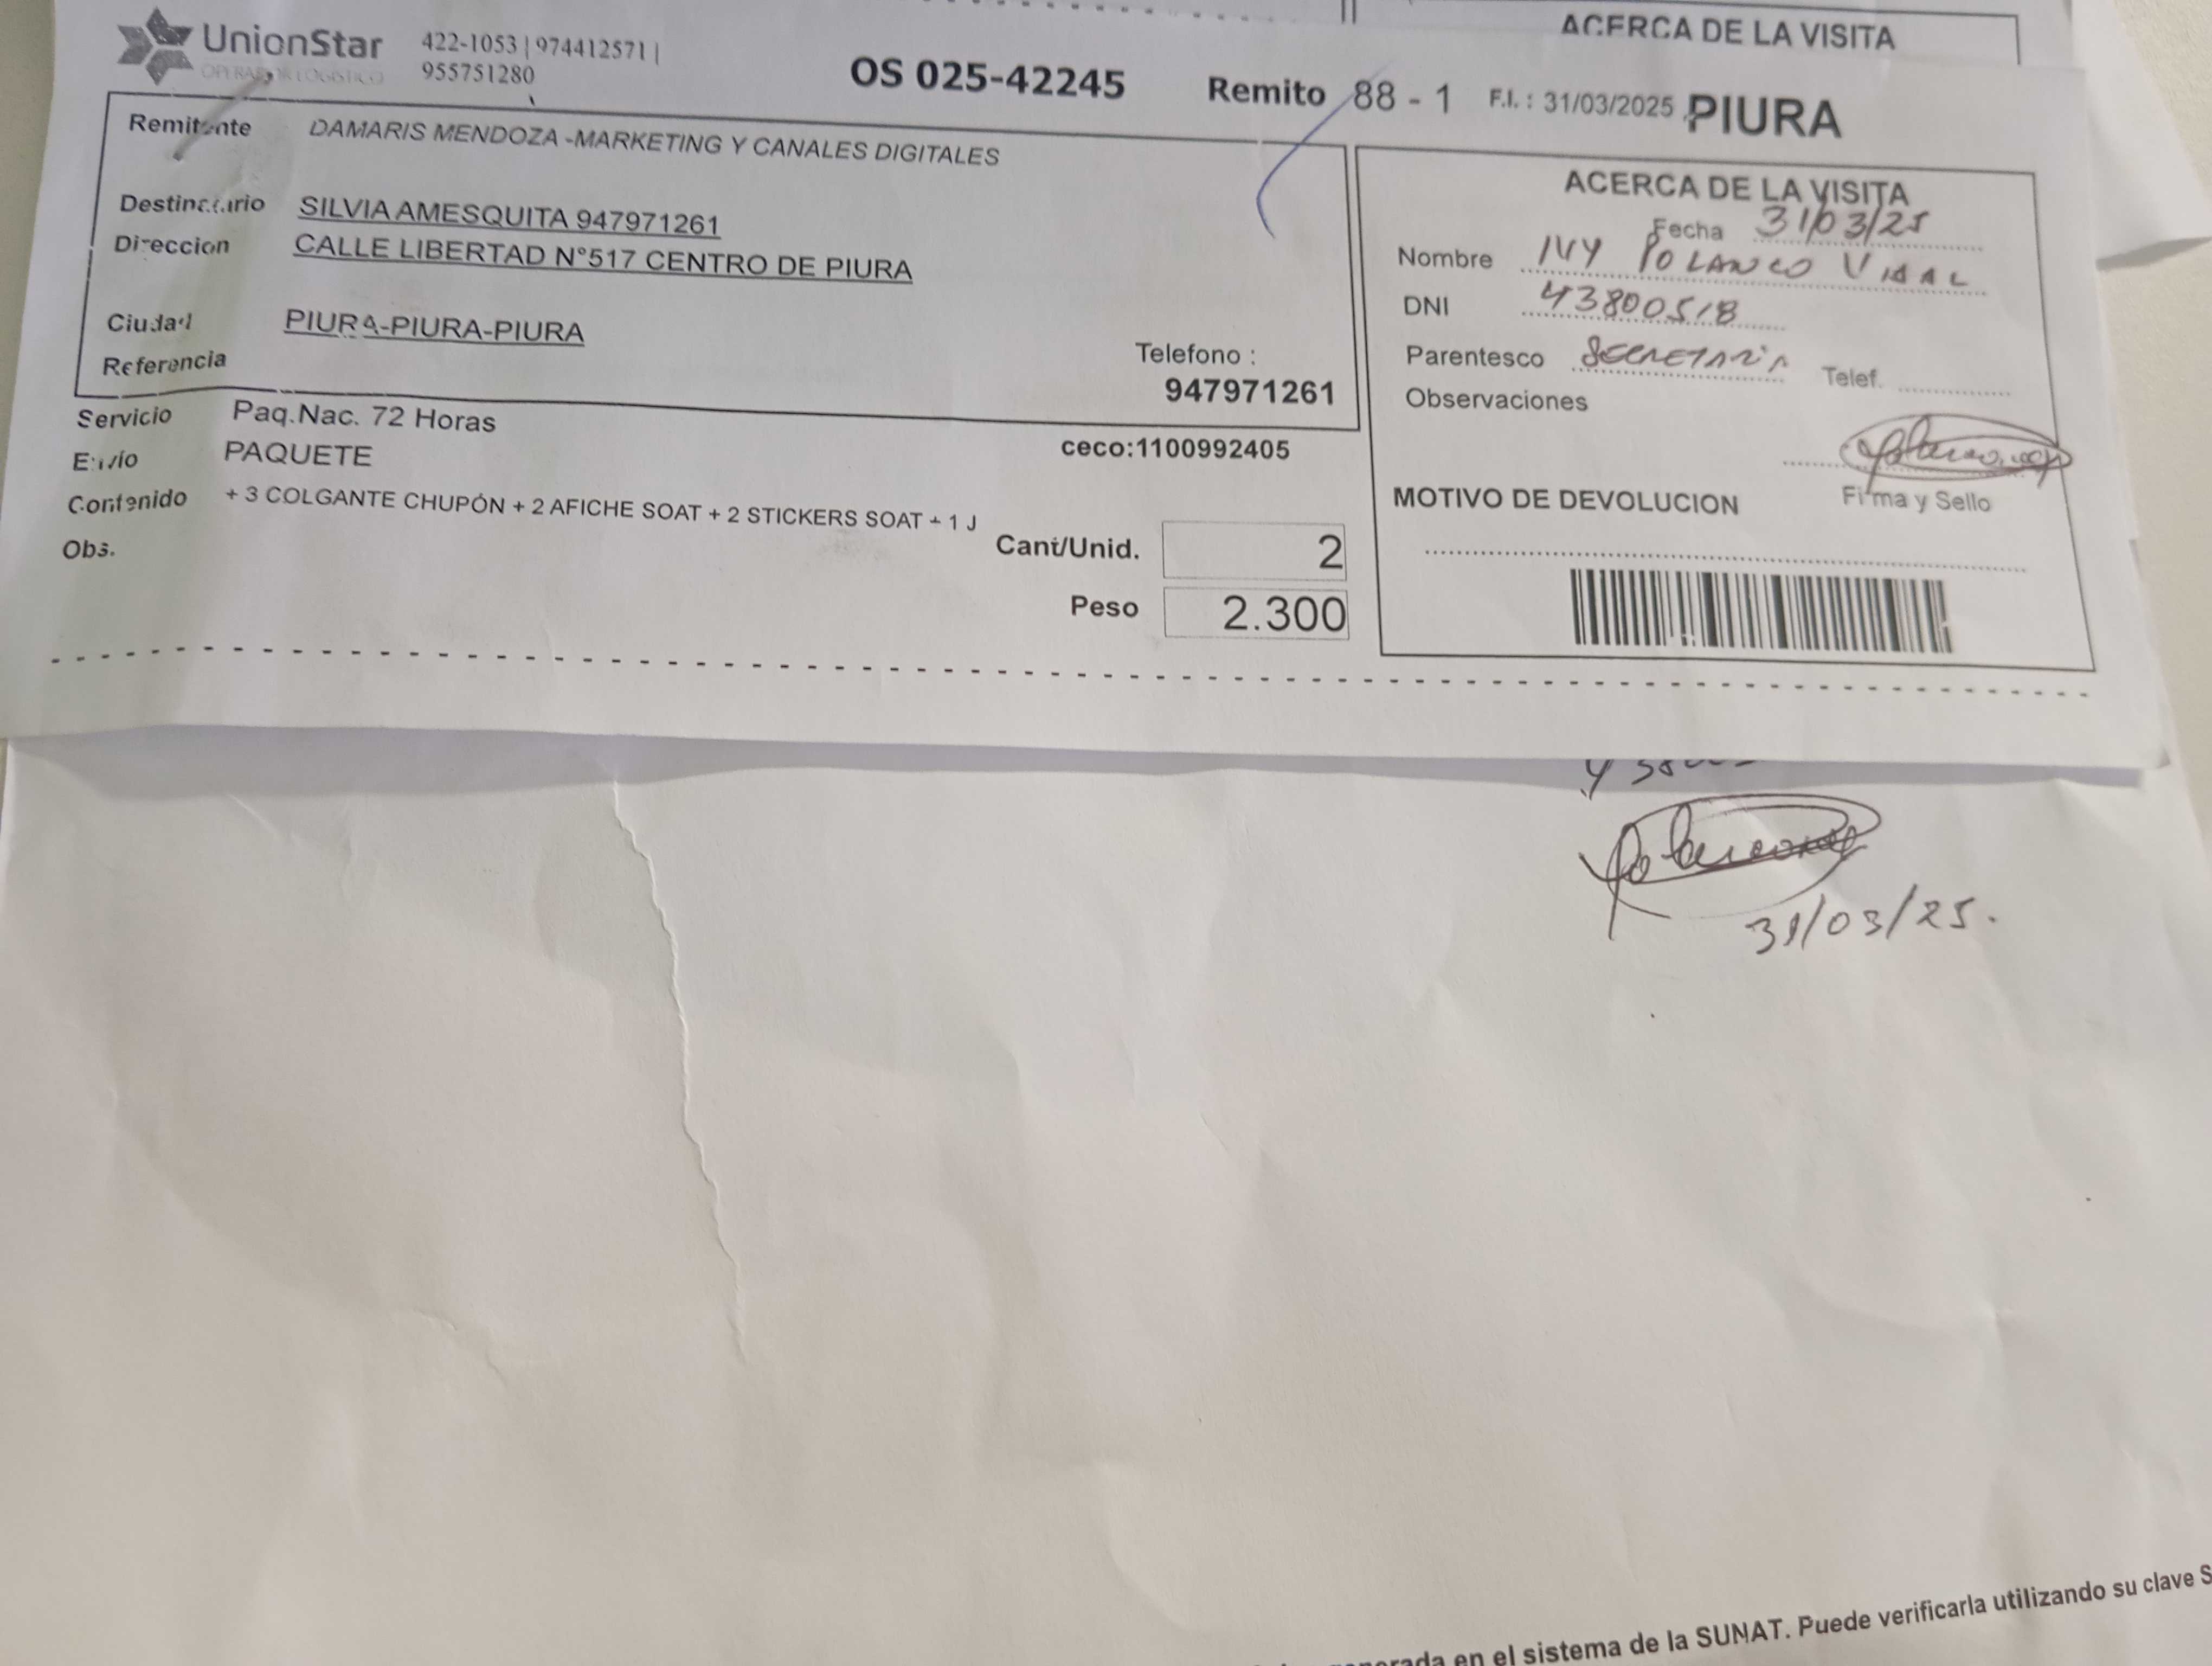 ACERCA DE LA VISITA
UnionStar
OPERADOR LOGISTICO
422-1053 | 974412571 |
955751280
OS 025-42245
Remito 88 - 1
F.I. : 31/03/2025
PIURA
Remitente DAMARIS MENDOZA -MARKETING Y CANALES DIGITALES
Destinatario SILVIA AMESQUITA 947971261
Direccion CALLE LIBERTAD N°517 CENTRO DE PIURA
Ciudad PIURA-PIURA-PIURA
Referencia
Telefono :
947971261
Servicio Paq.Nac. 72 Horas
ceco:1100992405
Envío PAQUETE
Contenido + 3 COLGANTE CHUPÓN + 2 AFICHE SOAT + 2 STICKERS SOAT + 1 J
Obs.
Cant/Unid. 2
Peso 2.300
ACERCA DE LA VISITA
Fecha 31/03/25
Nombre IVY POLANCO VIDAL
DNI 43800518
Parentesco SECRETARIA Telef.
Observaciones
Firma y Sello
MOTIVO DE DEVOLUCION
31/03/25.
en el sistema de la SUNAT. Puede verificarla utilizando su clave S